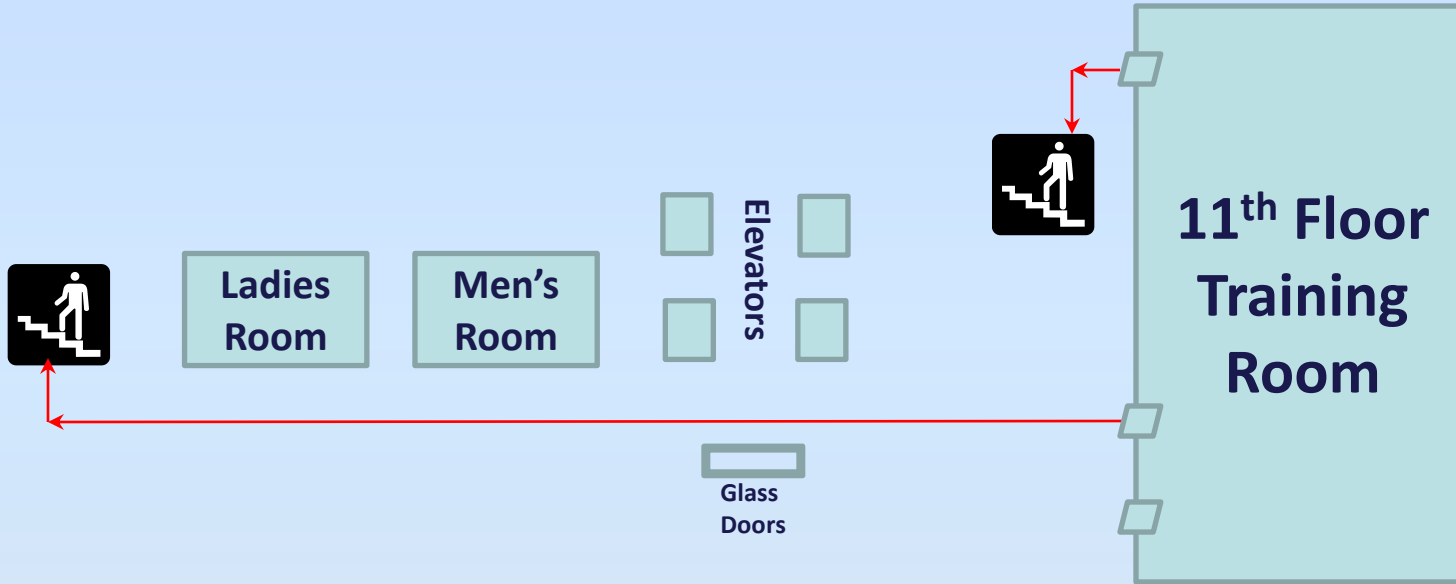 Ladies
Room
Men’s
Room
Elevators
11th Floor
Training
Room
Glass
Doors